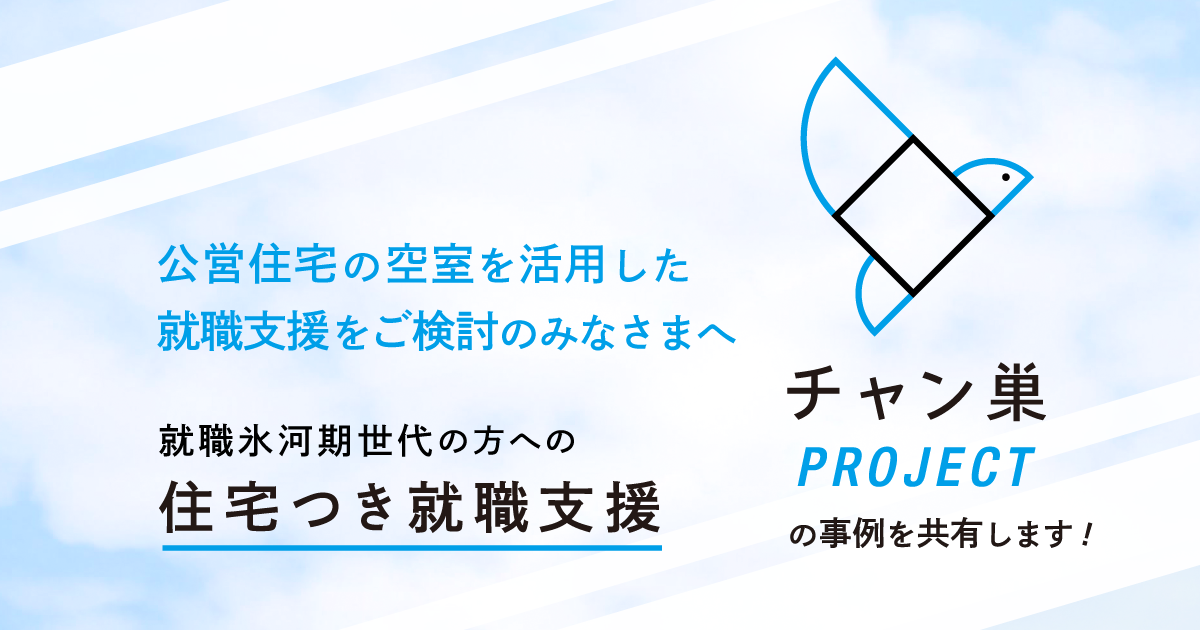 公営住宅の空室を活用した
就職支援をご検討のみなさまへ
就職氷河期世代の方への
住宅つき就職支援
チャン巣
PROJECT
の事例を共有します!